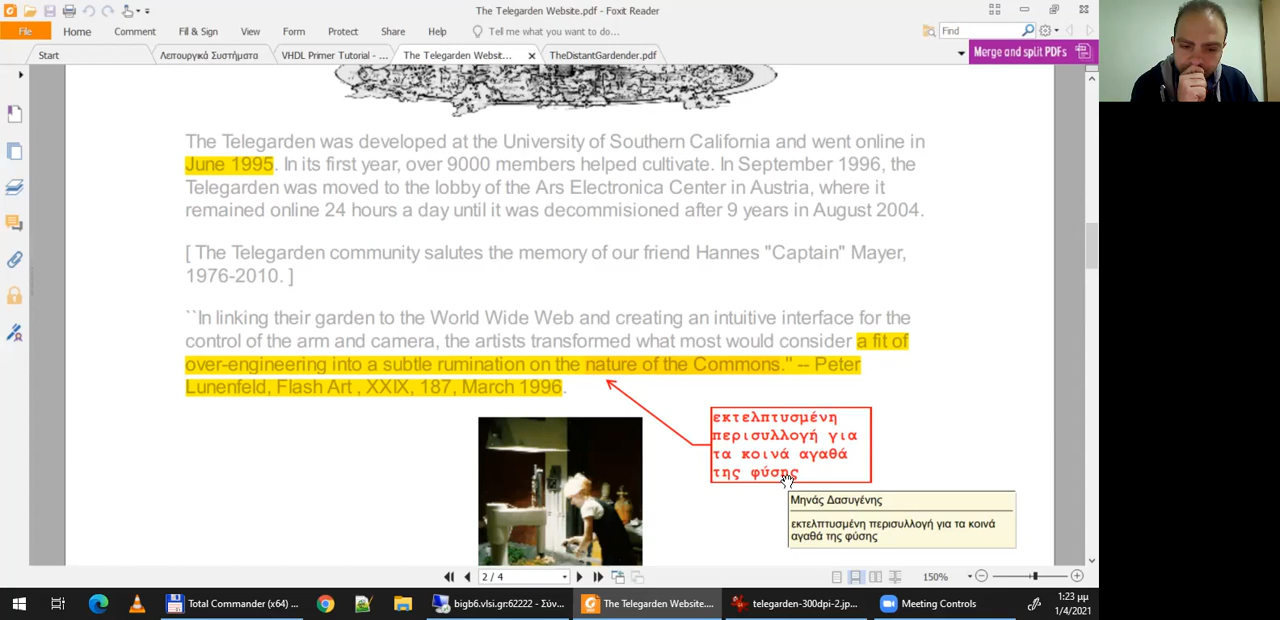 The Telegarden Website.pdf - Foxit Reader
File Home Comment Fill & Sign View Form Protect Share Help Tell me what you want to do... Find
Start Λειτουργικά Συστήματα VHDL Primer Tutorial - ... The Telegarden Websit... TheDistantGardender.pdf Merge and split PDFs
The Telegarden was developed at the University of Southern California and went online in
June 1995. In its first year, over 9000 members helped cultivate. In September 1996, the
Telegarden was moved to the lobby of the Ars Electronica Center in Austria, where it
remained online 24 hours a day until it was decommisioned after 9 years in August 2004.
[ The Telegarden community salutes the memory of our friend Hannes "Captain" Mayer,
1976-2010. ]
``In linking their garden to the World Wide Web and creating an intuitive interface for the
control of the arm and camera, the artists transformed what most would consider a fit of
over-engineering into a subtle rumination on the nature of the Commons.'' -- Peter
Lunenfeld, Flash Art , XXIX, 187, March 1996.
εκτελπτυσμένη
περισυλλογή για
τα κοινά αγαθά
της φύσης
Μηνάς Δασυγένης
εκτελπτυσμένη περισυλλογή για τα κοινά
αγαθά της φύσης
2 / 4 150%
Total Commander (x64) ... bigb6.vlsi.gr:62222 - Σύν... The Telegarden Website.... telegarden-300dpi-2.jp... Meeting Controls 1:23 μμ
1/4/2021